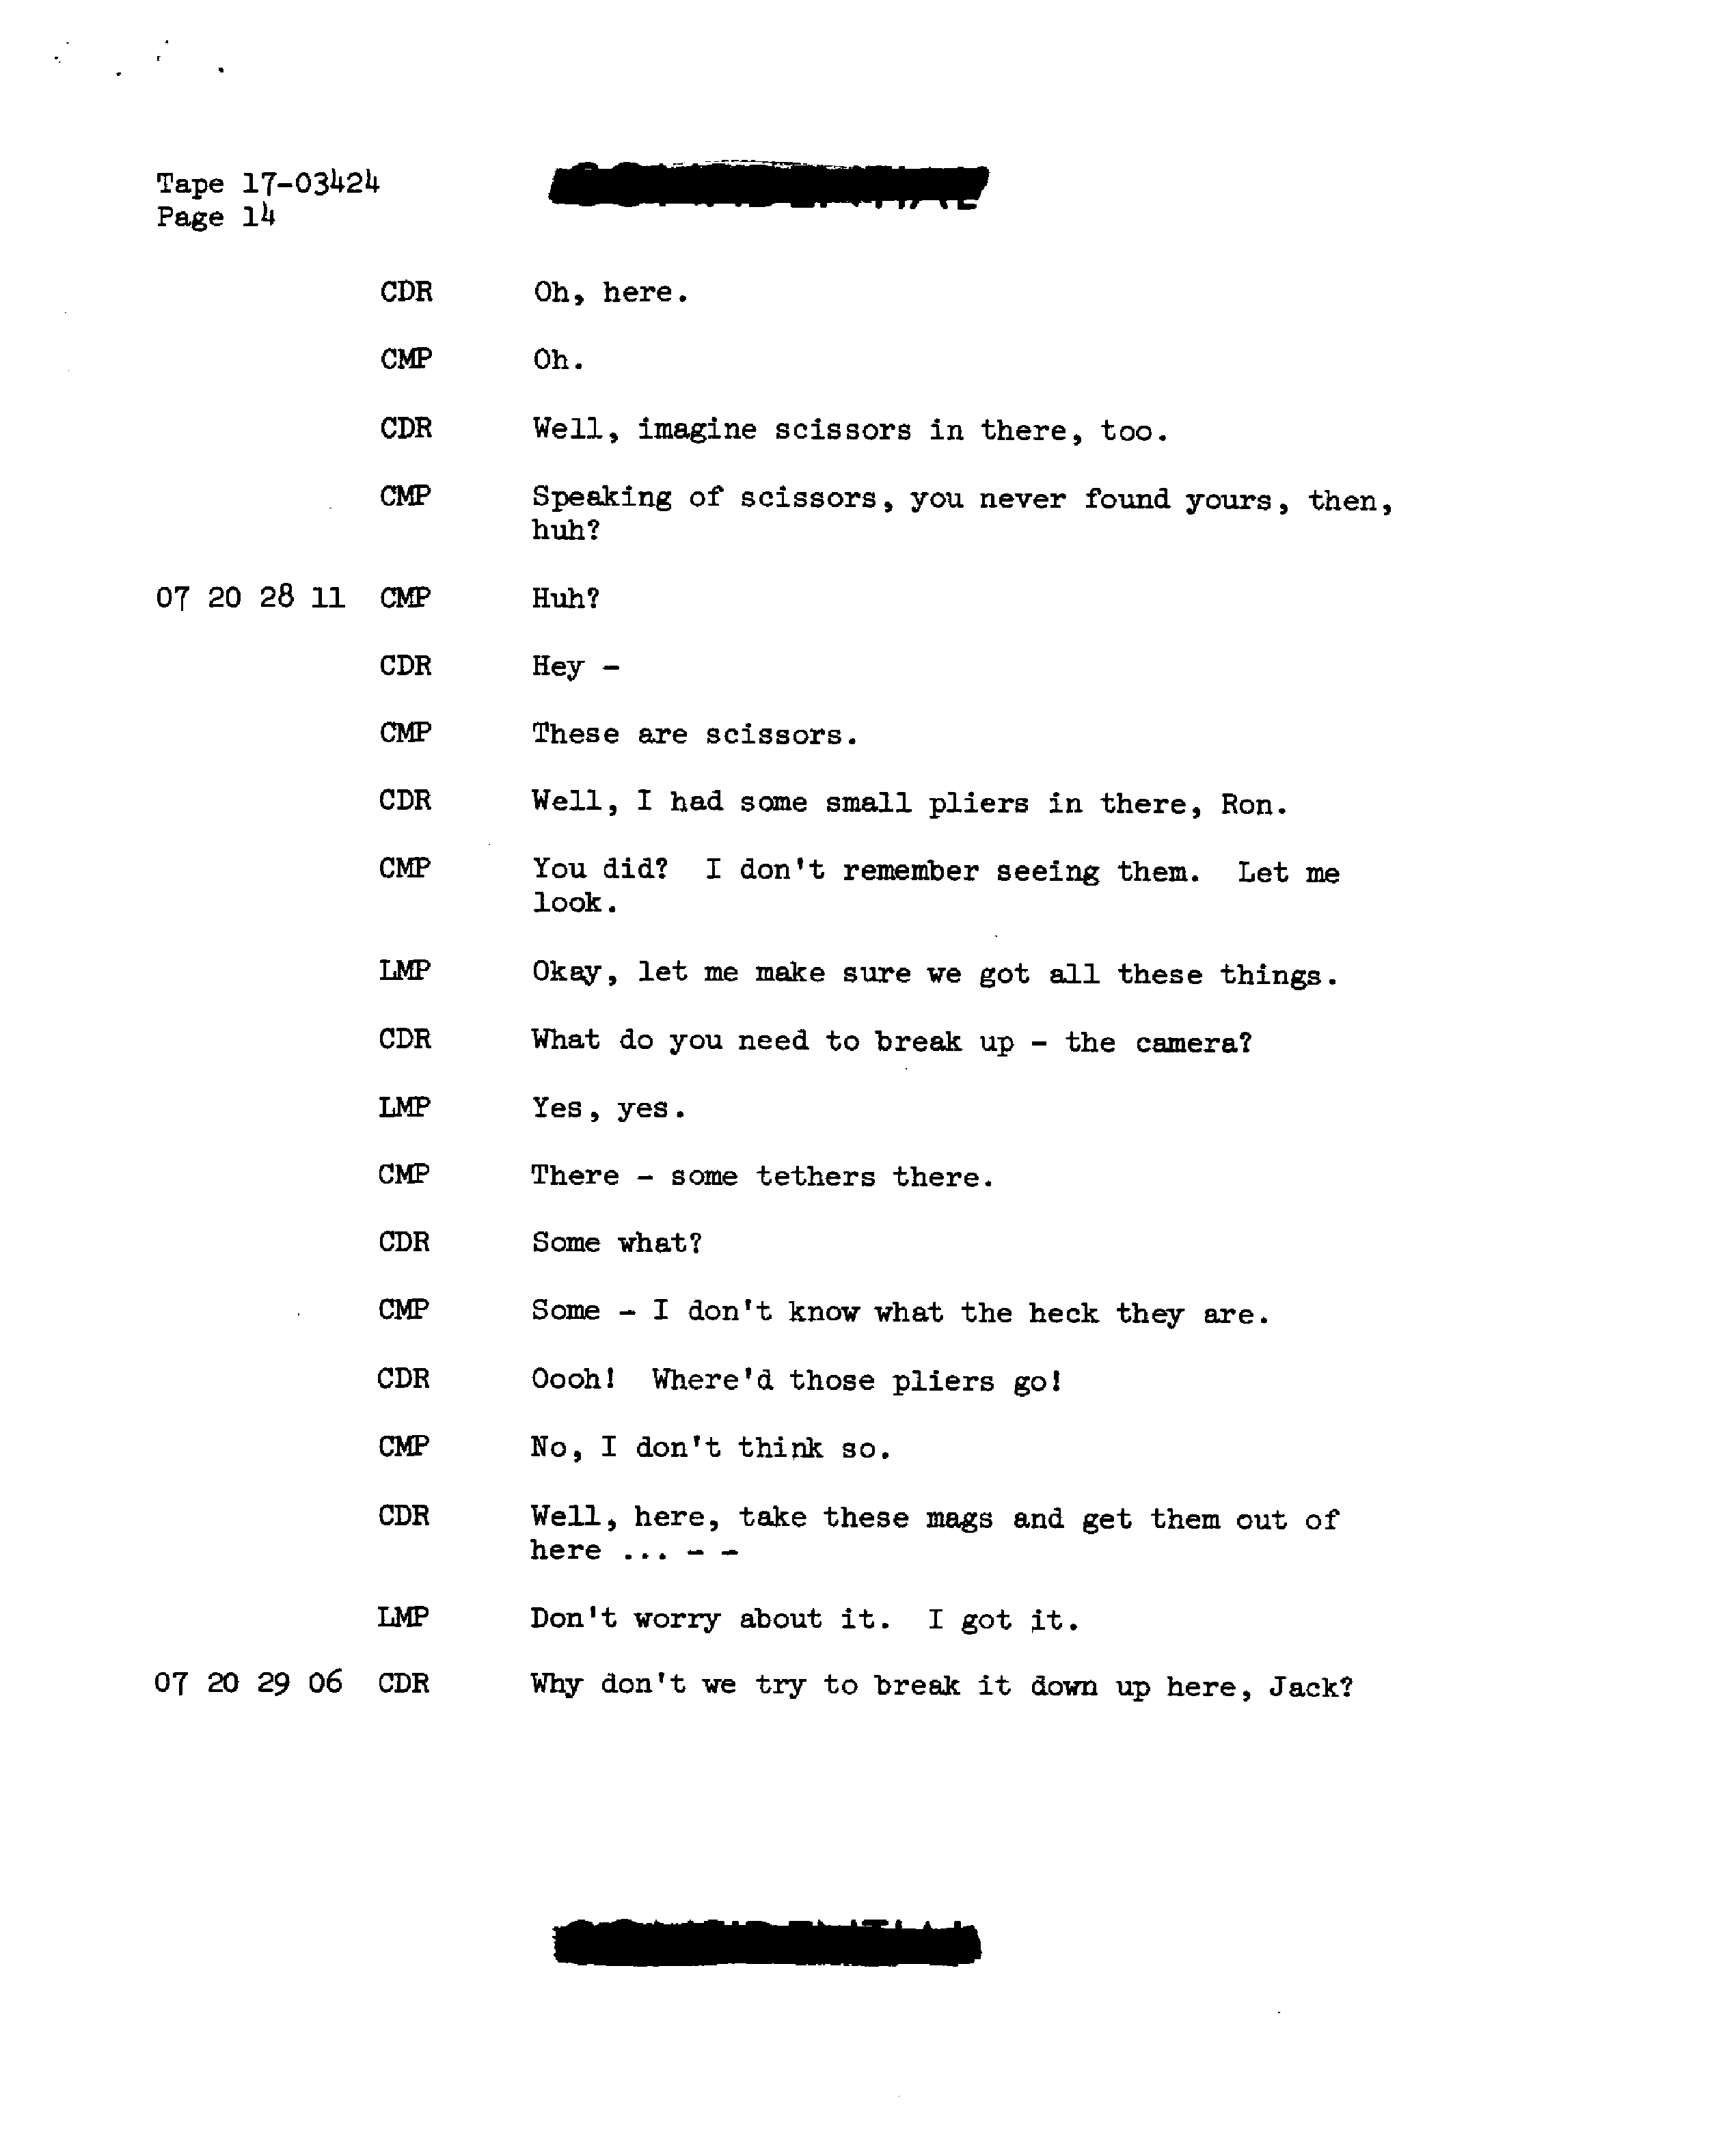 Tape 17-03424
Page 14
CDR Oh, here.
CMP Oh.
CDR Well, imagine scissors in there, too.
CMP Speaking of scissors, you never found yours, then,
huh?
07 20 28 11 CMP Huh?
CDR Hey -
CMP These are scissors.
CDR Well, I had some small pliers in there, Ron.
CMP You did? I don't remember seeing them. Let me
look.
LMP Okay, let me make sure we got all these things.
CDR What do you need to break up - the camera?
LMP Yes, yes.
CMP There - some tethers there.
CDR Some what?
CMP Some - I don't know what the heck they are.
CDR Oooh! Where'd those pliers go!
CMP No, I don't think so.
CDR Well, here, take these mags and get them out of
here ... - -
LMP Don't worry about it. I got it.
07 20 29 06 CDR Why don't we try to break it down up here, Jack?